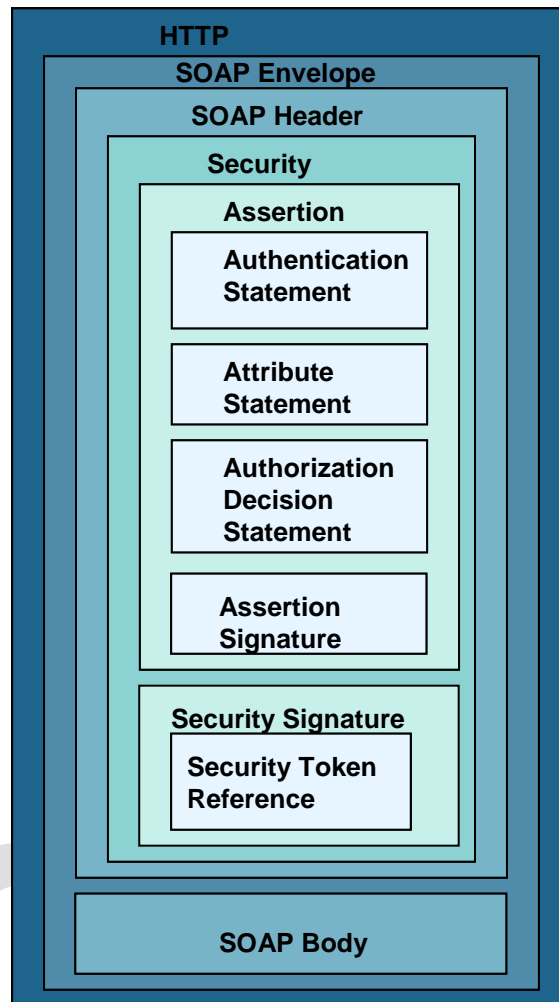 HTTP
SOAP Envelope
SOAP Header
Security
Assertion
Authentication
Statement
Attribute
Statement
Authorization
Decision
Statement
Assertion
Signature
Security Signature
Security Token
Reference
SOAP Body